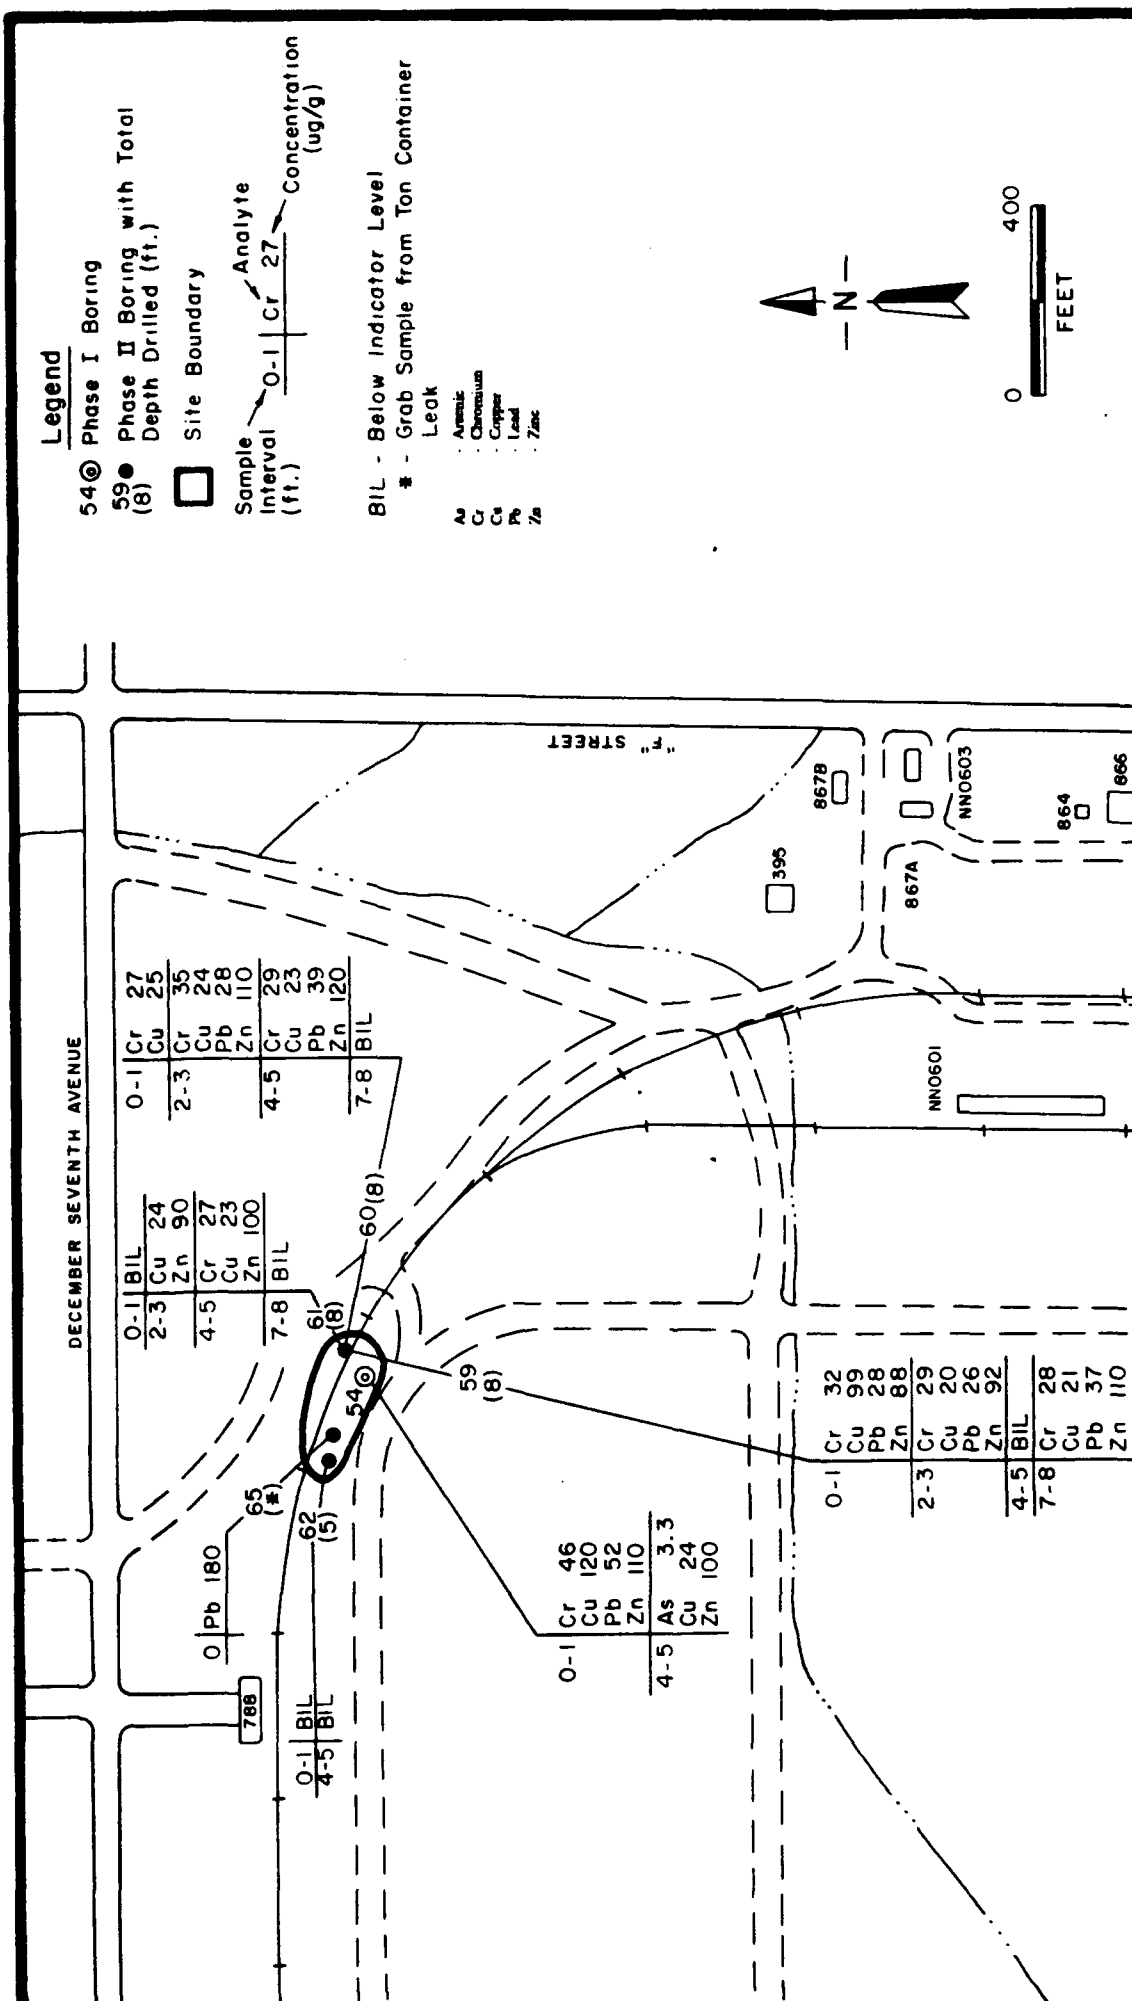 Legend
54 Phase I Boring
59 Phase II Boring with Total
(8) Depth Drilled (ft.)
Site Boundary
Sample
Interval
(ft.)
Analyte
0-1 Cr 27
Concentration
(ug/g)
BIL - Below Indicator Level
* - Grab Sample from Ton Container
Leak
As - Arsenic
Cr - Chromium
Cu - Copper
Pb - Lead
Zn - Zinc
N
0 400
FEET
DECEMBER SEVENTH AVENUE
"F" STREET
0-1 Cr 27
Cu 25
2-3 Cr 35
Cu 24
Pb 28
Zn 110
4-5 Cr 29
Cu 23
Pb 39
Zn 120
7-8 BIL
60(8)
0-1 BIL
2-3 Cu 24
Zn 90
4-5 Cr 27
Cu 23
Zn 100
7-8 BIL
61
(8)
54
59
(8)
65
(*)
62
(5)
0 Pb 180
788
0-1 BIL
4-5 BIL
0-1 Cr 46
Cu 120
Pb 52
Zn 110
4-5 As 3.3
Cu 24
Zn 100
0-1 Cr 32
Cu 99
Pb 28
Zn 88
2-3 Cr 29
Cu 20
Pb 26
Zn 92
4-5 BIL
7-8 Cr 28
Cu 21
Pb 37
Zn 110
867B
395
867A
NN0603
864
866
NN0601